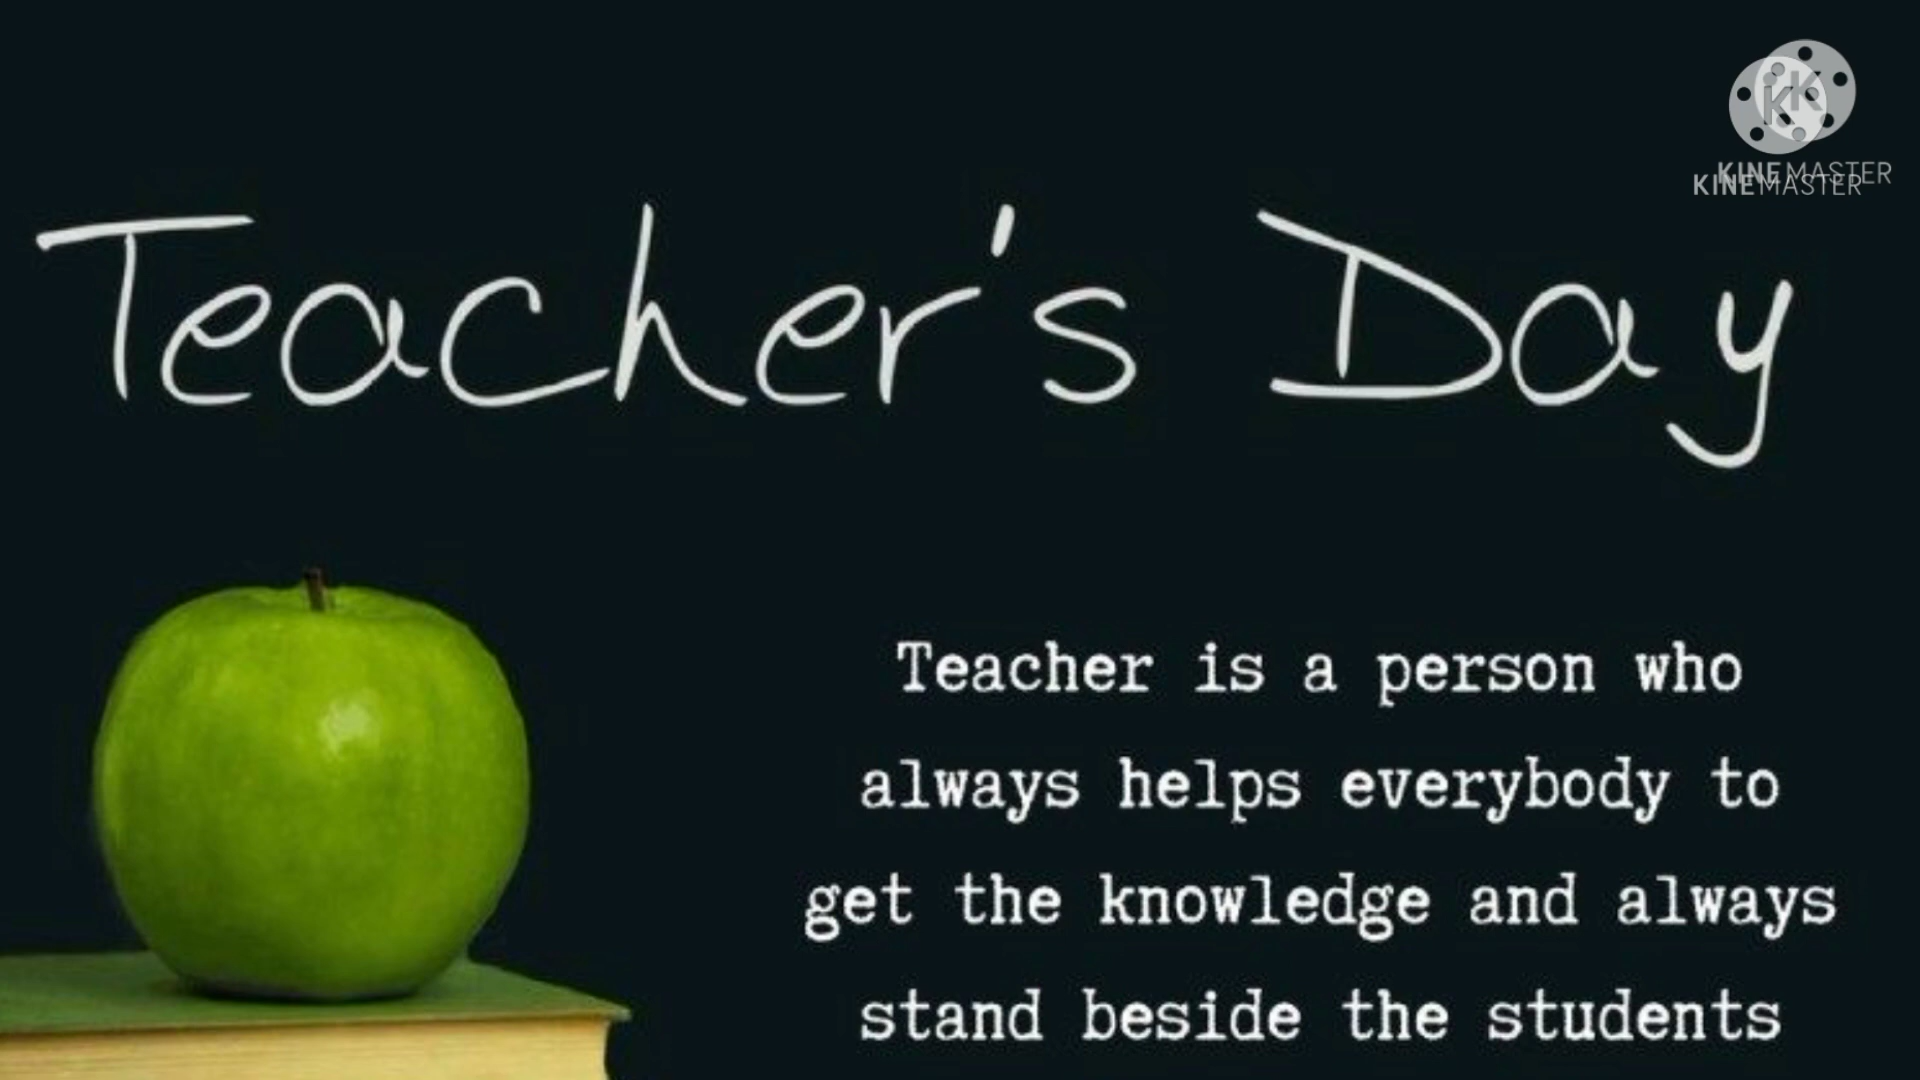 KINEMASTER
KINEMASTER
Teacher's Day
Teacher is a person who
always helps everybody to
get the knowledge and always
stand beside the students